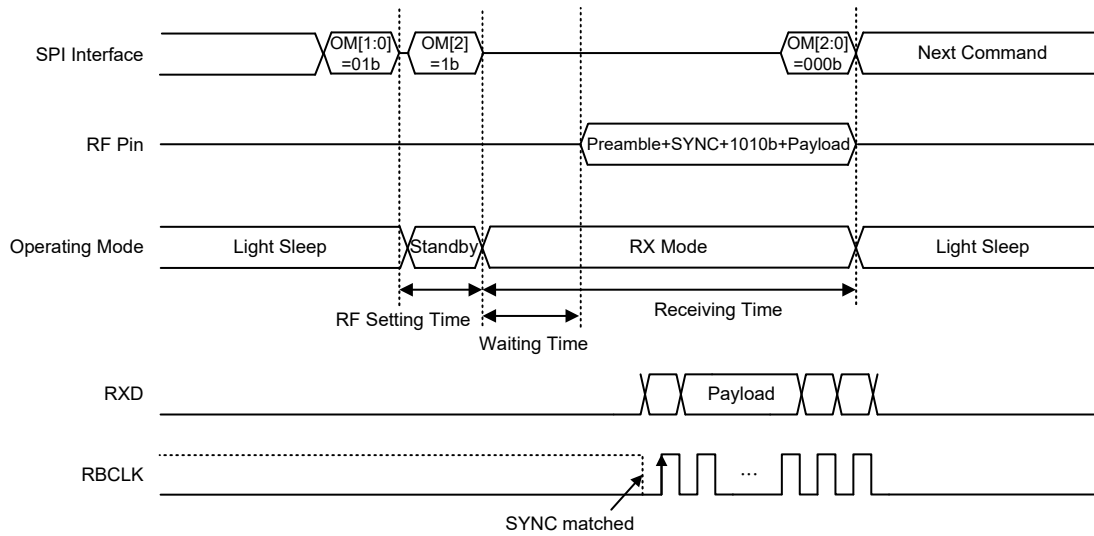 SPI Interface
OM[1:0]
=01b
OM[2]
=1b
OM[2:0]
=000b
Next Command
RF Pin
Preamble+SYNC+1010b+Payload
Operating Mode
Light Sleep
Standby
RX Mode
Light Sleep
RF Setting Time
Receiving Time
Waiting Time
RXD
Payload
RBCLK
...
SYNC matched